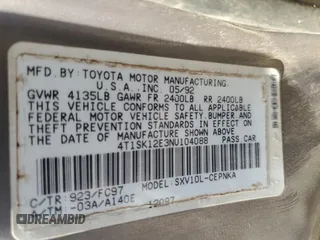 MFD.BY: TOYOTA MOTOR MANUFACTURING,
U.S.A., INC. 05/92
GVWR 4135LB GAWR FR 2400LB RR 2400LB
THIS VEHICLE CONFORMS TO ALL APPLICABLE
FEDERAL MOTOR VEHICLE SAFETY, BUMPER,
AND THEFT PREVENTION STANDARDS IN EFFECT
ON THE DATE OF MANUFACTURE SHOWN ABOVE.
4T1SK12E3NU104088 PASS.CAR
C/TR 923/FC97 MODEL: SXV10L-CEPNKA
-03A/A140E 12087
DREAMBID